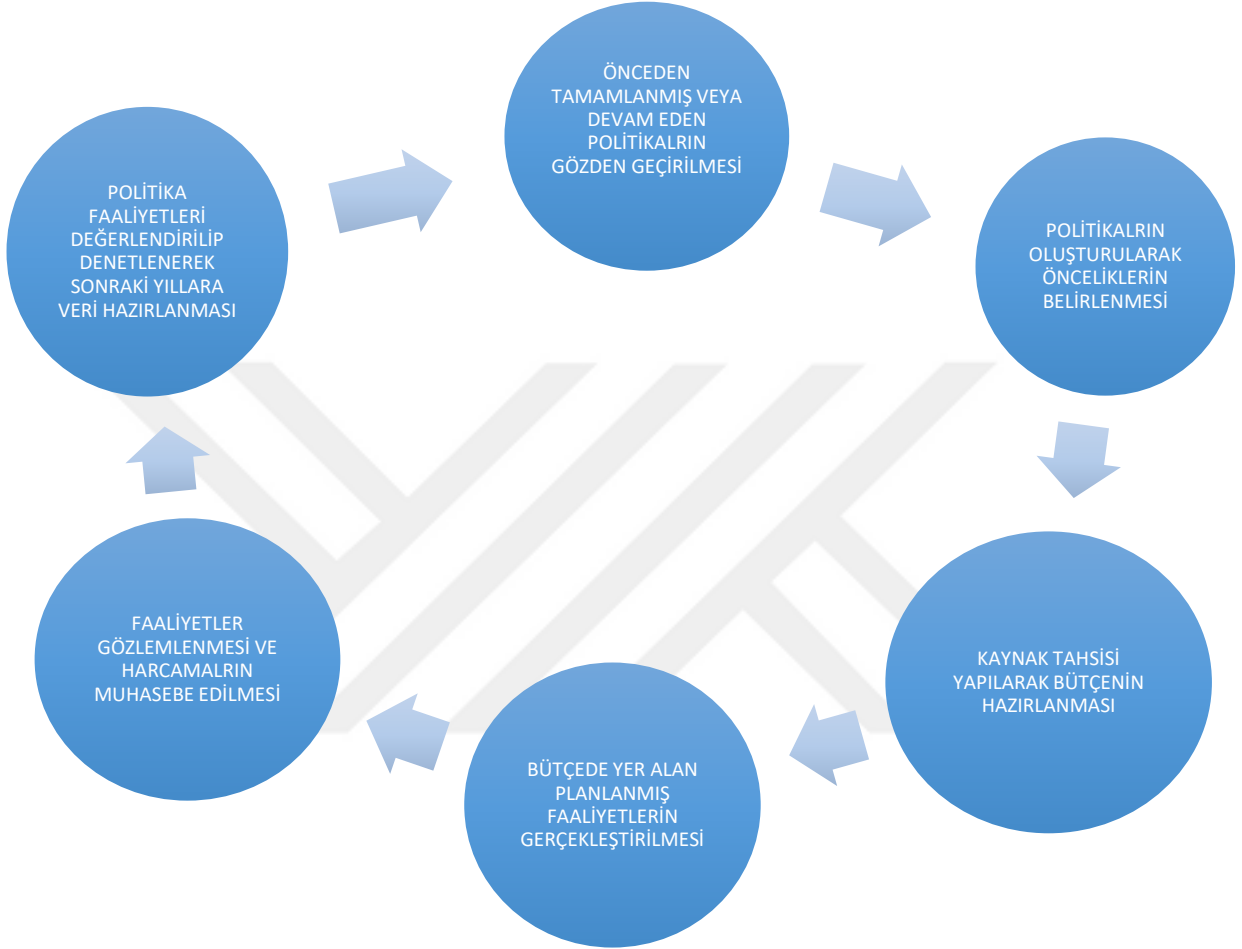 ÖNCEDEN
TAMAMLANMIŞ VEYA
DEVAM EDEN
POLİTİKALRIN
GÖZDEN GEÇİRİLMESİ
POLİTİKALRIN
OLUŞTURULARAK
ÖNCELİKLERİN
BELİRLENMESİ
KAYNAK TAHSİSİ
YAPILARAK BÜTÇENİN
HAZIRLANMASI
BÜTÇEDE YER ALAN
PLANLANMIŞ
FAALİYETLERİN
GERÇEKLEŞTİRİLMESİ
FAALİYETLER
GÖZLEMLENMESİ VE
HARCAMALRIN
MUHASEBE EDİLMESİ
POLİTİKA
FAALİYETLERİ
DEĞERLENDİRİLİP
DENETLENEREK
SONRAKİ YILLARA
VERİ HAZIRLANMASI